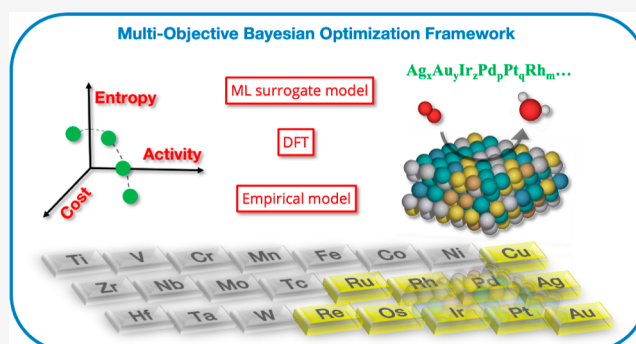 Multi-Objective Bayesian Optimization Framework
Entropy
Activity
Cost
ML surrogate model
DFT
Empirical model
AgxAuyIrzPdpPtqRhm…
Ti V Cr Mn Fe Co Ni Cu
Zr Nb Mo Tc Ru Rh Pd Ag
Hf Ta W Re Os Ir Pt Au